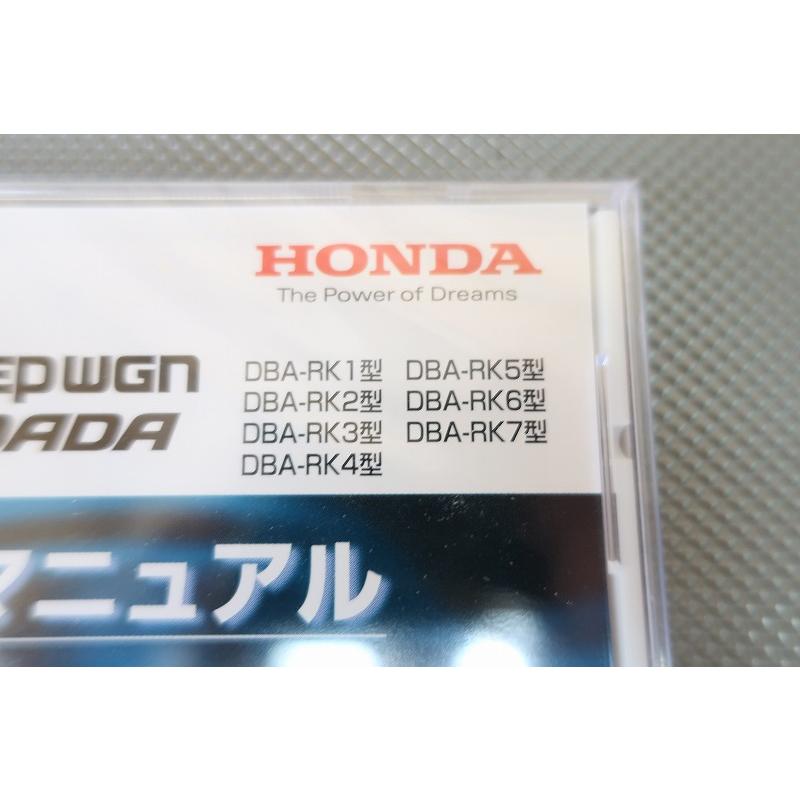 HONDA
The Power of Dreams
EPWGN DBA-RK1型 DBA-RK5型
DBA-RK2型 DBA-RK6型
DADA DBA-RK3型 DBA-RK7型
DBA-RK4型
マニュアル